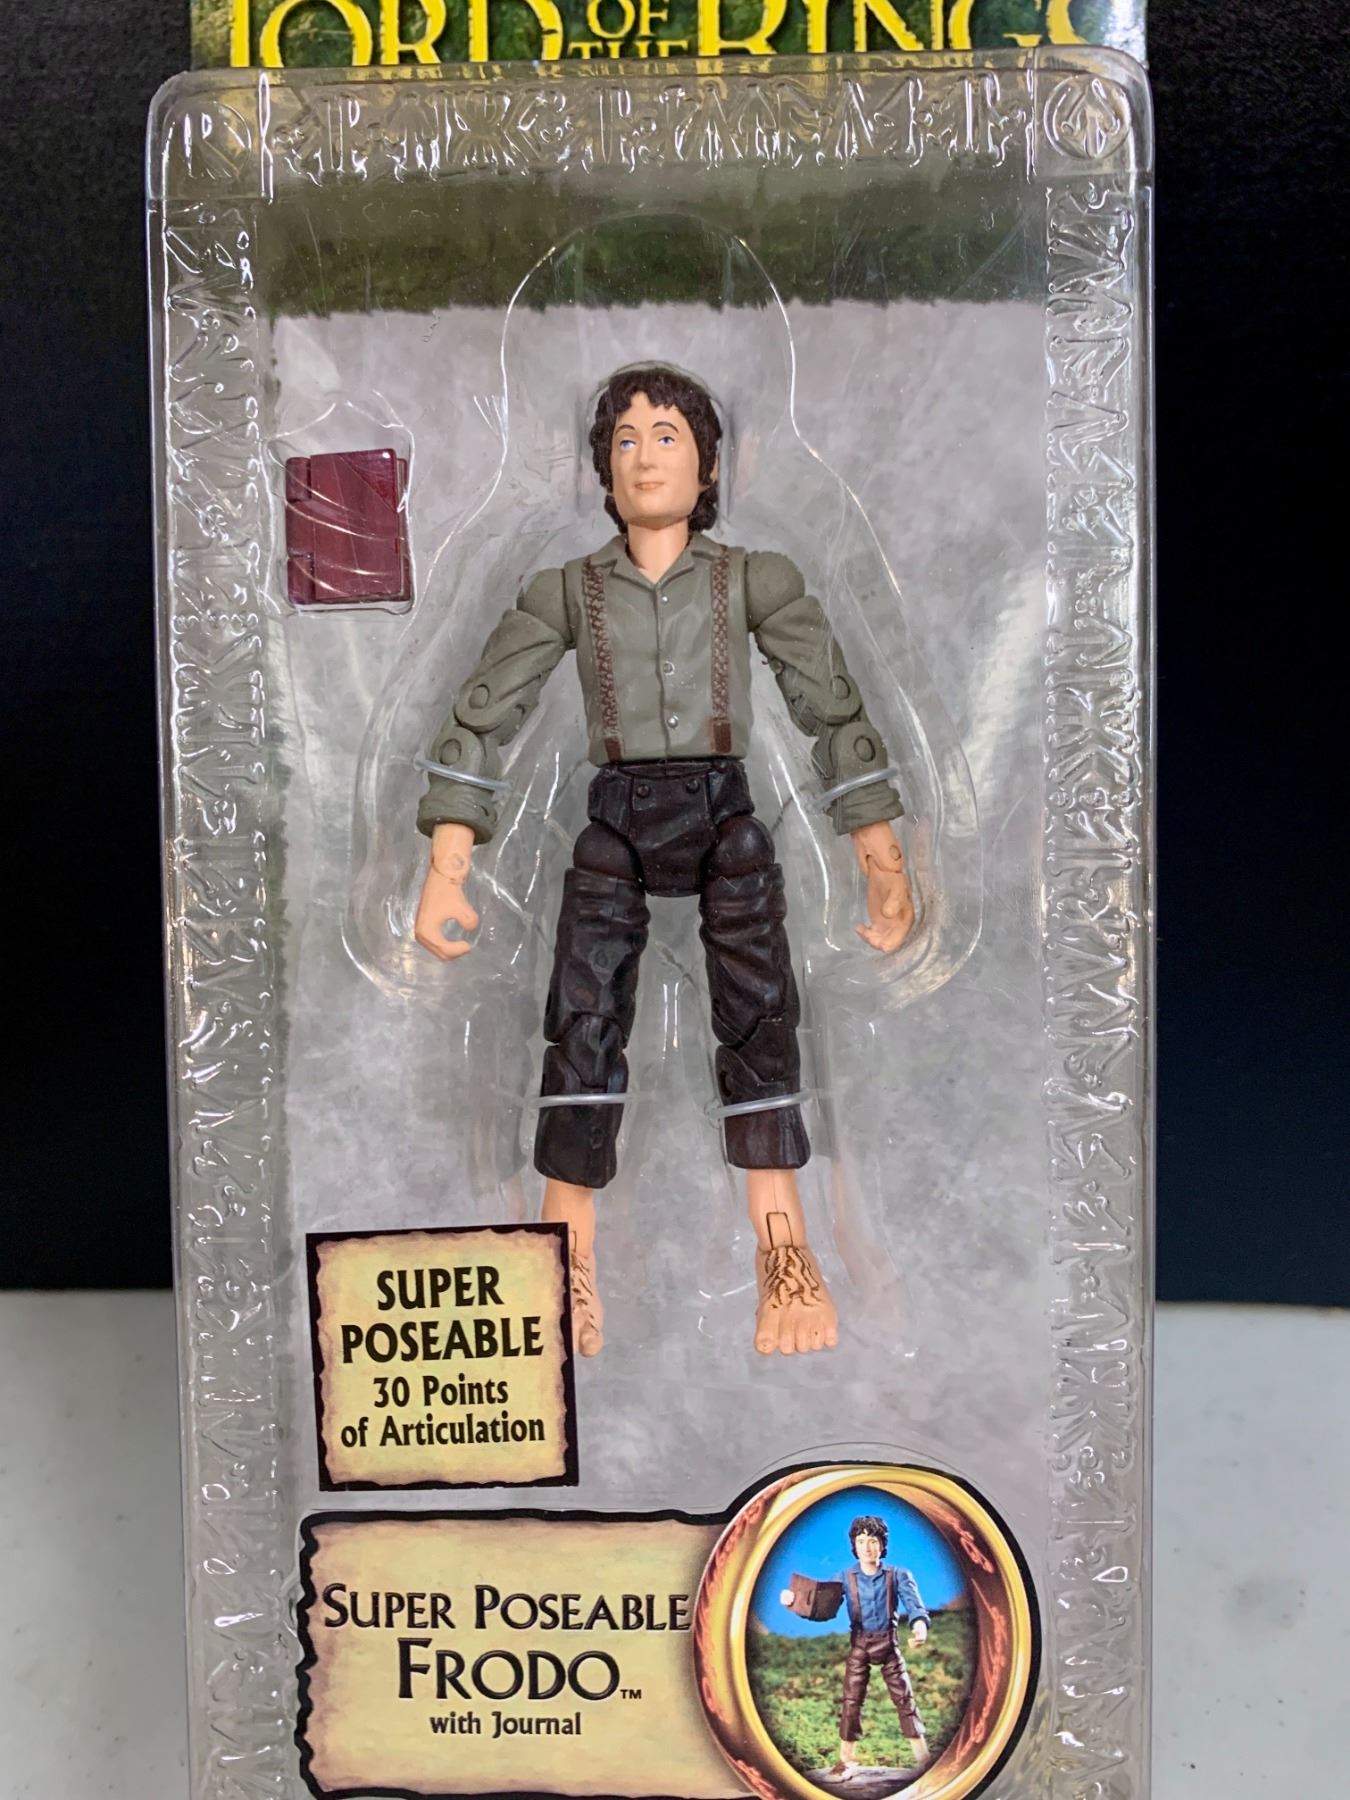 LORD OF THE RINGS
SUPER
POSEABLE
30 Points
of Articulation
SUPER POSEABLE
FRODO™
with Journal